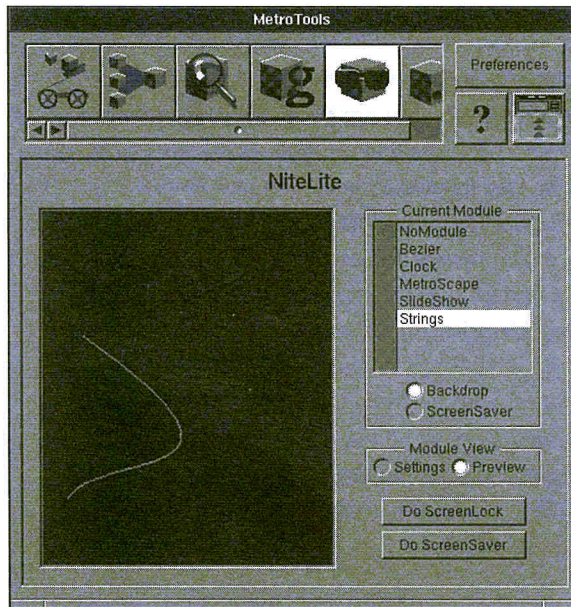 MetroTools
g
Preferences
?
NiteLite
Current Module
NoModule
Bezier
Clock
MetroScape
SlideShow
Strings
Backdrop
ScreenSaver
Module View
Settings Preview
Do ScreenLock
Do ScreenSaver